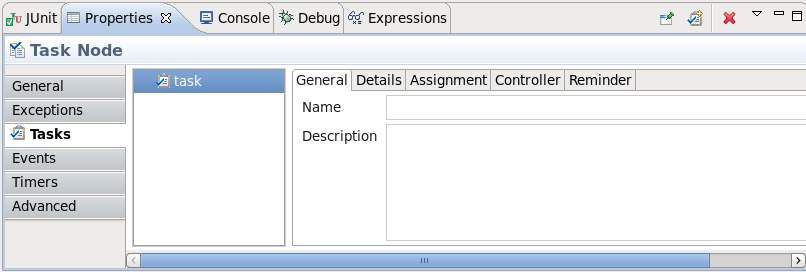 JUnit Properties Console Debug Expressions
Task Node
General
Exceptions
Tasks
Events
Timers
Advanced
task
General Details Assignment Controller Reminder
Name
Description